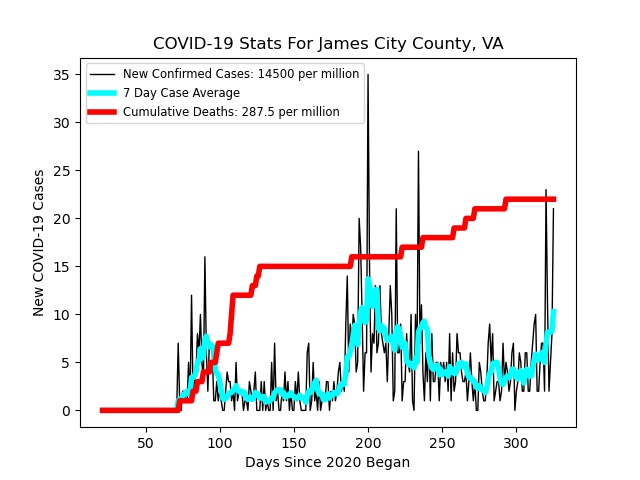 COVID-19 Stats For James City County, VA
New Confirmed Cases: 14500 per million
7 Day Case Average
Cumulative Deaths: 287.5 per million
New COVID-19 Cases
35
30
25
20
15
10
5
0
50
100
150
200
250
300
Days Since 2020 Began